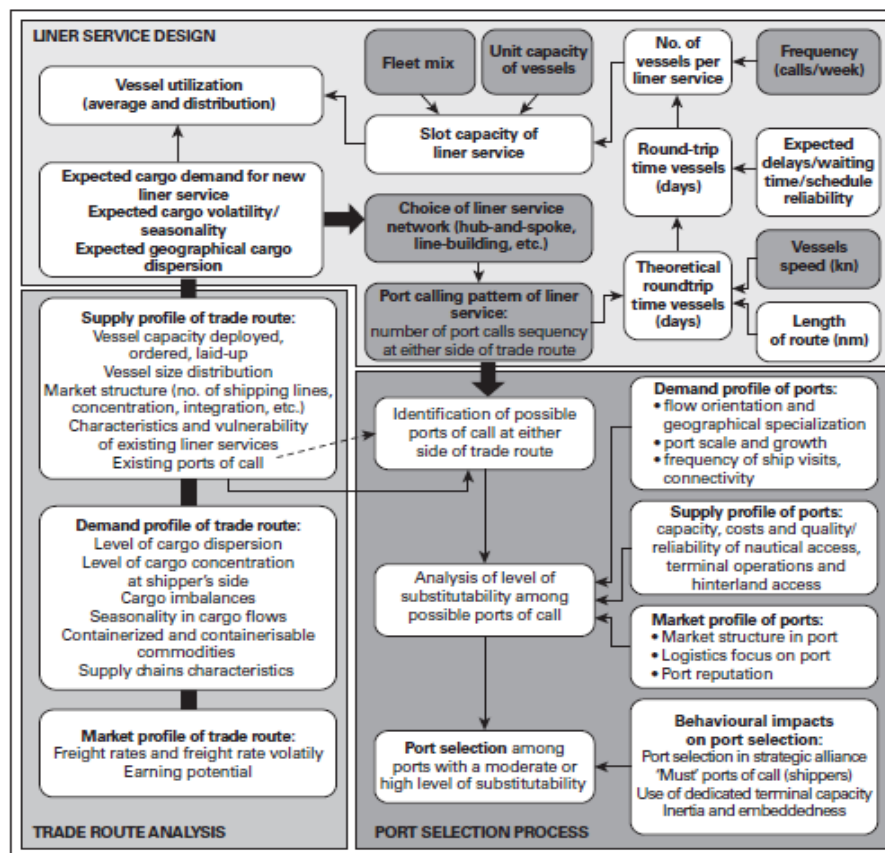 LINER SERVICE DESIGN
Vessel utilization
(average and distribution)
Fleet mix
Unit capacity
of vessels
No. of
vessels per
liner service
Frequency
(calls/week)
Slot capacity of
liner service
Round-trip
time vessels
(days)
Expected
delays/waiting
time/schedule
reliability
Expected cargo demand for new
liner service
Expected cargo volatility/
seasonality
Expected geographical cargo
dispersion
Choice of liner service
network (hub-and-spoke,
line-building, etc.)
Port calling pattern of liner
service:
number of port calls sequency
at either side of trade route
Theoretical
roundtrip
time vessels
(days)
Vessels
speed (kn)
Length
of route (nm)
Supply profile of trade route:
Vessel capacity deployed,
ordered, laid-up
Vessel size distribution
Market structure (no. of shipping lines,
concentration, integration, etc.)
Characteristics and vulnerability
of existing liner services
Existing ports of call
Demand profile of trade route:
Level of cargo dispersion
Level of cargo concentration
at shipper's side
Cargo imbalances
Seasonality in cargo flows
Containerized and containerisable
commodities
Supply chains characteristics
Market profile of trade route:
Freight rates and freight rate volatily
Earning potential
TRADE ROUTE ANALYSIS
Identification of possible
ports of call at either
side of trade route
Analysis of level of
substitutability among
possible ports of call
Port selection among
ports with a moderate or
high level of substitutability
Demand profile of ports:
• flow orientation and
geographical specialization
• port scale and growth
• frequency of ship visits,
connectivity
Supply profile of ports:
capacity, costs and quality/
reliability of nautical access,
terminal operations and
hinterland access
Market profile of ports:
• Market structure in port
• Logistics focus on port
• Port reputation
Behavioural impacts
on port selection:
Port selection in strategic alliance
'Must' ports of call (shippers)
Use of dedicated terminal capacity
Inertia and embeddedness
PORT SELECTION PROCESS